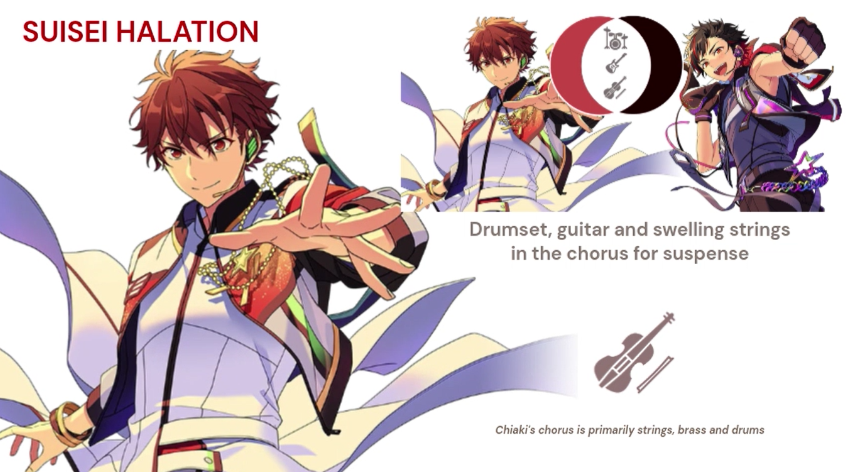 SUISEI HALATION
Drumset, guitar and swelling strings
in the chorus for suspense
Chiaki's chorus is primarily strings, brass and drums